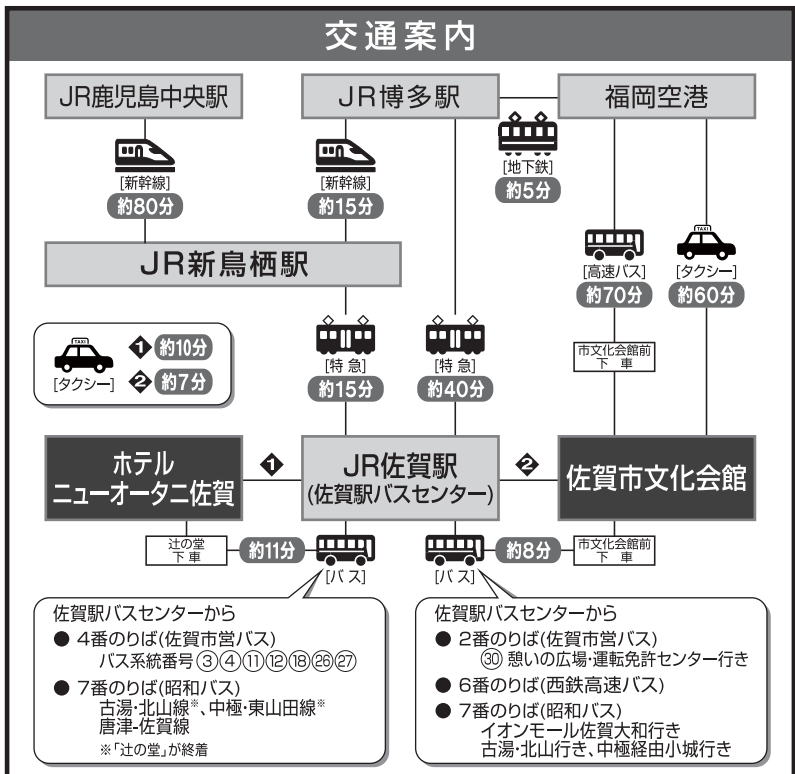 交通案内
JR鹿児島中央駅
JR博多駅
福岡空港
[地下鉄]
約5分
[新幹線]
約80分
[新幹線]
約15分
JR新鳥栖駅
[高速バス]
約70分
TAXI
[タクシー]
約60分
TAXI
[タクシー]
❶ 約10分
❷ 約7分
[特急]
約15分
[特急]
約40分
市文化会館前
下車
ホテル
ニューオータニ佐賀
❶
JR佐賀駅
(佐賀駅バスセンター)
❷
佐賀市文化会館
辻の堂
下車
約11分
[バス]
[バス]
約8分
市文化会館前
下車
佐賀駅バスセンターから
● 4番のりば(佐賀市営バス)
バス系統番号③④⑪⑫⑱㉖㉗
● 7番のりば(昭和バス)
古湯・北山線※、中極・東山田線※
唐津-佐賀線
※「辻の堂」が終着
佐賀駅バスセンターから
● 2番のりば(佐賀市営バス)
㉚ 憩いの広場・運転免許センター行き
● 6番のりば(西鉄高速バス)
● 7番のりば(昭和バス)
イオンモール佐賀大和行き
古湯・北山行き、中極経由小城行き